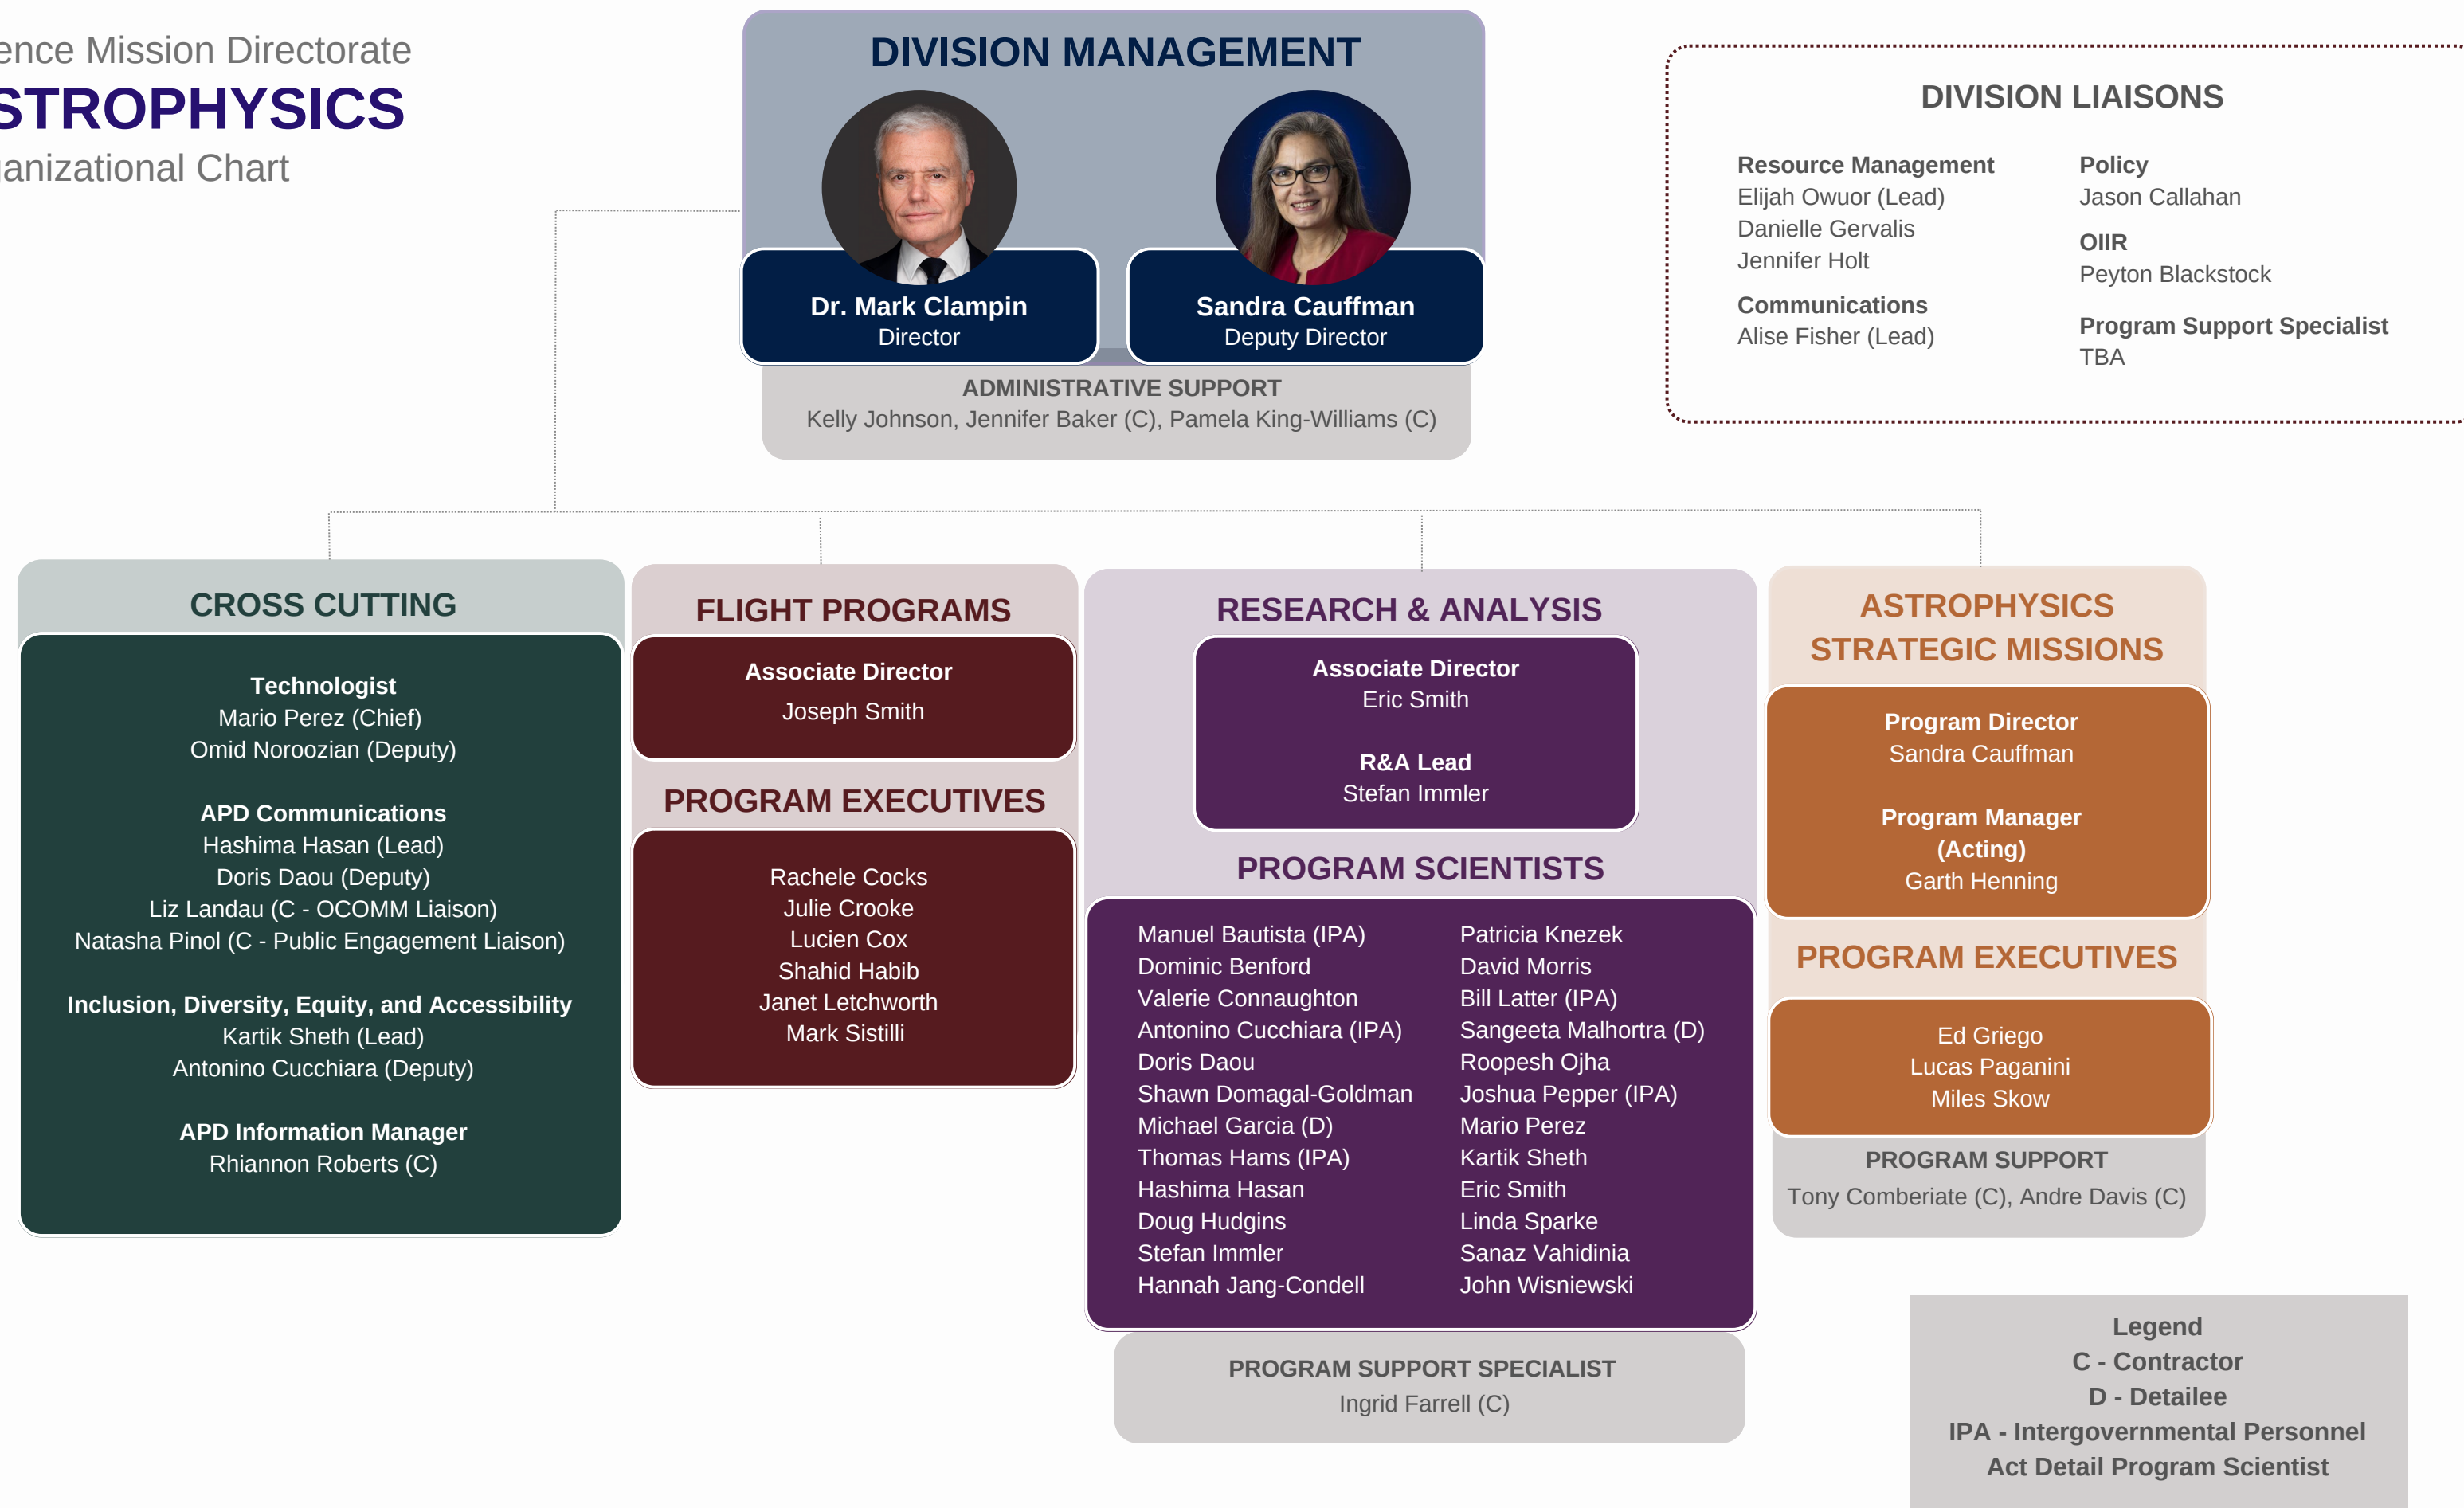 ence Mission Directorate
STROPHYSICS
ganizational Chart
DIVISION MANAGEMENT
Dr. Mark Clampin
Director
Sandra Cauffman
Deputy Director
ADMINISTRATIVE SUPPORT
Kelly Johnson, Jennifer Baker (C), Pamela King-Williams (C)
DIVISION LIAISONS
Resource Management
Elijah Owuor (Lead)
Danielle Gervalis
Jennifer Holt
Communications
Alise Fisher (Lead)
Policy
Jason Callahan
OIIR
Peyton Blackstock
Program Support Specialist
TBA
CROSS CUTTING
Technologist
Mario Perez (Chief)
Omid Noroozian (Deputy)
APD Communications
Hashima Hasan (Lead)
Doris Daou (Deputy)
Liz Landau (C - OCOMM Liaison)
Natasha Pinol (C - Public Engagement Liaison)
Inclusion, Diversity, Equity, and Accessibility
Kartik Sheth (Lead)
Antonino Cucchiara (Deputy)
APD Information Manager
Rhiannon Roberts (C)
FLIGHT PROGRAMS
Associate Director
Joseph Smith
PROGRAM EXECUTIVES
Rachele Cocks
Julie Crooke
Lucien Cox
Shahid Habib
Janet Letchworth
Mark Sistilli
RESEARCH & ANALYSIS
Associate Director
Eric Smith
R&A Lead
Stefan Immler
PROGRAM SCIENTISTS
Manuel Bautista (IPA)
Dominic Benford
Valerie Connaughton
Antonino Cucchiara (IPA)
Doris Daou
Shawn Domagal-Goldman
Michael Garcia (D)
Thomas Hams (IPA)
Hashima Hasan
Doug Hudgins
Stefan Immler
Hannah Jang-Condell
Patricia Knezek
David Morris
Bill Latter (IPA)
Sangeeta Malhortra (D)
Roopesh Ojha
Joshua Pepper (IPA)
Mario Perez
Kartik Sheth
Eric Smith
Linda Sparke
Sanaz Vahidinia
John Wisniewski
PROGRAM SUPPORT SPECIALIST
Ingrid Farrell (C)
ASTROPHYSICS
STRATEGIC MISSIONS
Program Director
Sandra Cauffman
Program Manager
(Acting)
Garth Henning
PROGRAM EXECUTIVES
Ed Griego
Lucas Paganini
Miles Skow
PROGRAM SUPPORT
Tony Comberiate (C), Andre Davis (C)
Legend
C - Contractor
D - Detailee
IPA - Intergovernmental Personnel
Act Detail Program Scientist